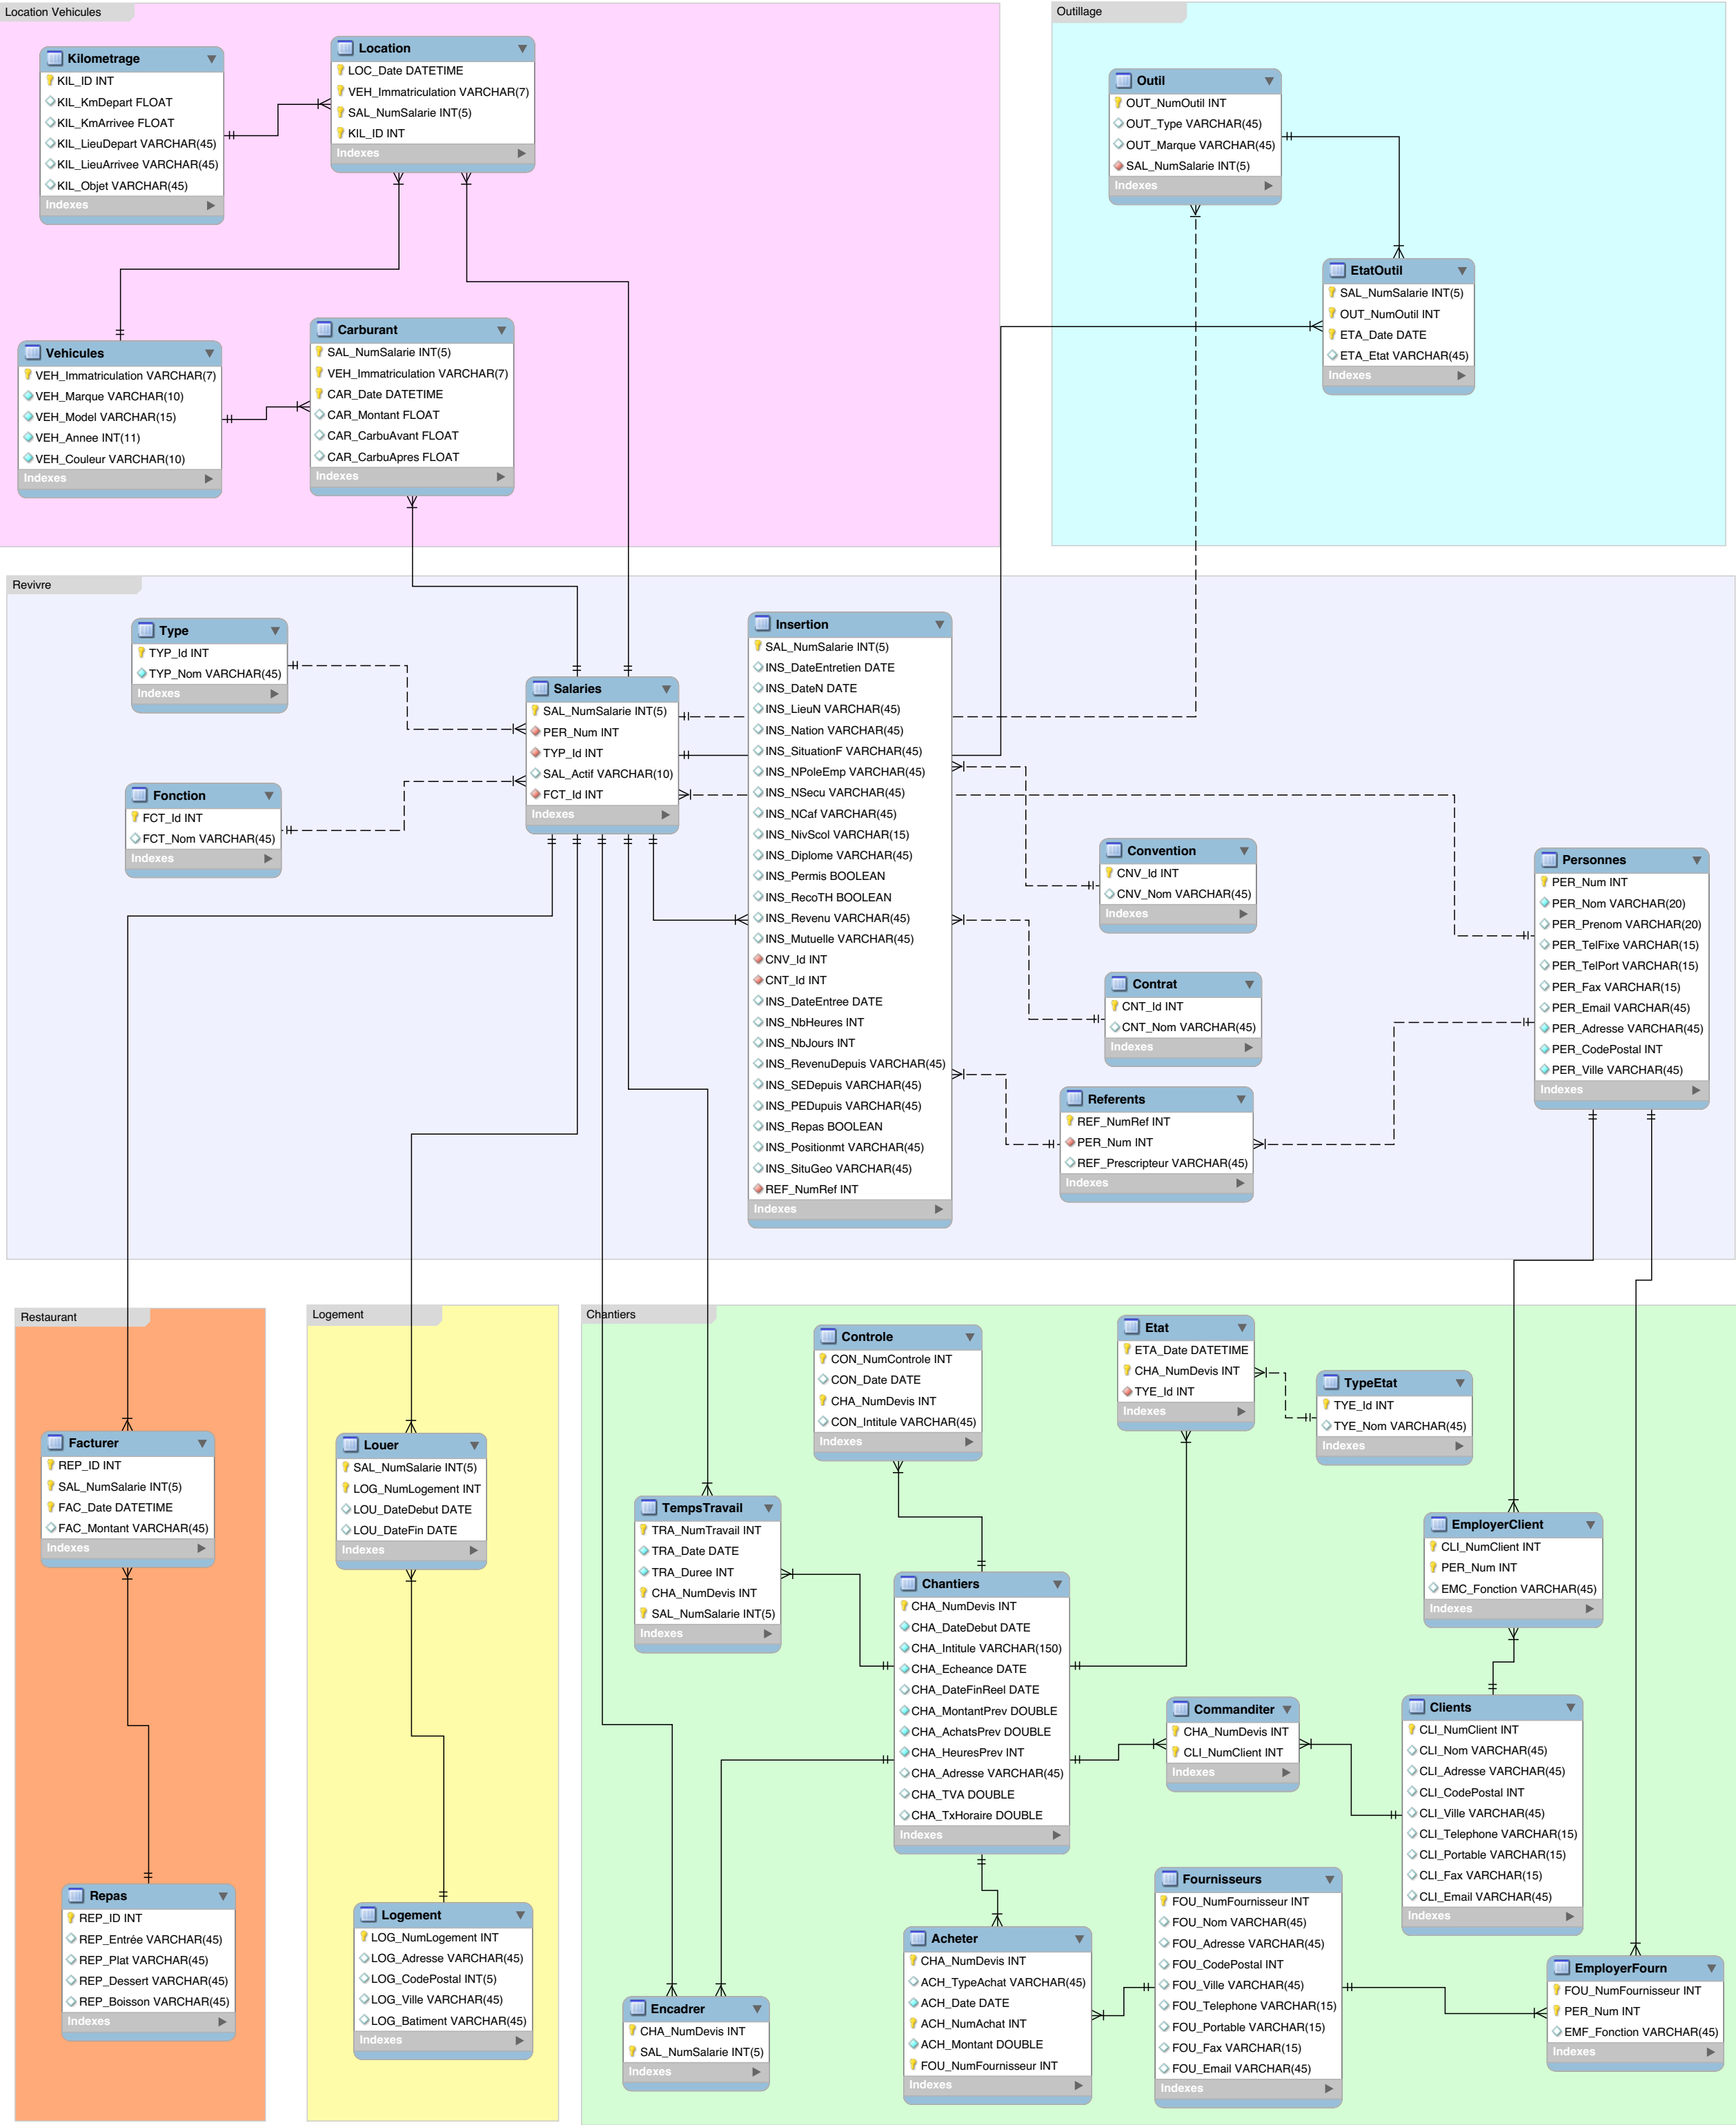 Location Vehicules
Kilometrage
KIL_ID INT
KIL_KmDepart FLOAT
KIL_KmArrivee FLOAT
KIL_LieuDepart VARCHAR(45)
KIL_LieuArrivee VARCHAR(45)
KIL_Objet VARCHAR(45)
Indexes
Location
LOC_Date DATETIME
VEH_Immatriculation VARCHAR(7)
SAL_NumSalarie INT(5)
KIL_ID INT
Indexes
Vehicules
VEH_Immatriculation VARCHAR(7)
VEH_Marque VARCHAR(10)
VEH_Model VARCHAR(15)
VEH_Annee INT(11)
VEH_Couleur VARCHAR(10)
Indexes
Carburant
SAL_NumSalarie INT(5)
VEH_Immatriculation VARCHAR(7)
CAR_Date DATETIME
CAR_Montant FLOAT
CAR_CarbuAvant FLOAT
CAR_CarbuApres FLOAT
Indexes
Outillage
Outil
OUT_NumOutil INT
OUT_Type VARCHAR(45)
OUT_Marque VARCHAR(45)
SAL_NumSalarie INT(5)
Indexes
EtatOutil
SAL_NumSalarie INT(5)
OUT_NumOutil INT
ETA_Date DATE
ETA_Etat VARCHAR(45)
Indexes
Revivre
Type
TYP_Id INT
TYP_Nom VARCHAR(45)
Indexes
Fonction
FCT_Id INT
FCT_Nom VARCHAR(45)
Indexes
Salaries
SAL_NumSalarie INT(5)
PER_Num INT
TYP_Id INT
SAL_Actif VARCHAR(10)
FCT_Id INT
Indexes
Insertion
SAL_NumSalarie INT(5)
INS_DateEntretien DATE
INS_DateN DATE
INS_LieuN VARCHAR(45)
INS_Nation VARCHAR(45)
INS_SituationF VARCHAR(45)
INS_NPoleEmp VARCHAR(45)
INS_NSecu VARCHAR(45)
INS_NCaf VARCHAR(45)
INS_NivScol VARCHAR(15)
INS_Diplome VARCHAR(45)
INS_Permis BOOLEAN
INS_RecoTH BOOLEAN
INS_Revenu VARCHAR(45)
INS_Mutuelle VARCHAR(45)
CNV_Id INT
CNT_Id INT
INS_DateEntree DATE
INS_NbHeures INT
INS_NbJours INT
INS_RevenuDepuis VARCHAR(45)
INS_SEDepuis VARCHAR(45)
INS_PEDupuis VARCHAR(45)
INS_Repas BOOLEAN
INS_Positionmt VARCHAR(45)
INS_SituGeo VARCHAR(45)
REF_NumRef INT
Indexes
Convention
CNV_Id INT
CNV_Nom VARCHAR(45)
Indexes
Contrat
CNT_Id INT
CNT_Nom VARCHAR(45)
Indexes
Referents
REF_NumRef INT
PER_Num INT
REF_Prescripteur VARCHAR(45)
Indexes
Personnes
PER_Num INT
PER_Nom VARCHAR(20)
PER_Prenom VARCHAR(20)
PER_TelFixe VARCHAR(15)
PER_TelPort VARCHAR(15)
PER_Fax VARCHAR(15)
PER_Email VARCHAR(45)
PER_Adresse VARCHAR(45)
PER_CodePostal INT
PER_Ville VARCHAR(45)
Indexes
Restaurant
Facturer
REP_ID INT
SAL_NumSalarie INT(5)
FAC_Date DATETIME
FAC_Montant VARCHAR(45)
Indexes
Repas
REP_ID INT
REP_Entrée VARCHAR(45)
REP_Plat VARCHAR(45)
REP_Dessert VARCHAR(45)
REP_Boisson VARCHAR(45)
Indexes
Logement
Louer
SAL_NumSalarie INT(5)
LOG_NumLogement INT
LOU_DateDebut DATE
LOU_DateFin DATE
Indexes
Logement
LOG_NumLogement INT
LOG_Adresse VARCHAR(45)
LOG_CodePostal INT(5)
LOG_Ville VARCHAR(45)
LOG_Batiment VARCHAR(45)
Indexes
Chantiers
Controle
CON_NumControle INT
CON_Date DATE
CHA_NumDevis INT
CON_Intitule VARCHAR(45)
Indexes
Etat
ETA_Date DATETIME
CHA_NumDevis INT
TYE_Id INT
Indexes
TypeEtat
TYE_Id INT
TYE_Nom VARCHAR(45)
Indexes
TempsTravail
TRA_NumTravail INT
TRA_Date DATE
TRA_Duree INT
CHA_NumDevis INT
SAL_NumSalarie INT(5)
Indexes
Chantiers
CHA_NumDevis INT
CHA_DateDebut DATE
CHA_Intitule VARCHAR(150)
CHA_Echeance DATE
CHA_DateFinReel DATE
CHA_MontantPrev DOUBLE
CHA_AchatsPrev DOUBLE
CHA_HeuresPrev INT
CHA_Adresse VARCHAR(45)
CHA_TVA DOUBLE
CHA_TxHoraire DOUBLE
Indexes
EmployerClient
CLI_NumClient INT
PER_Num INT
EMC_Fonction VARCHAR(45)
Indexes
Commanditer
CHA_NumDevis INT
CLI_NumClient INT
Indexes
Clients
CLI_NumClient INT
CLI_Nom VARCHAR(45)
CLI_Adresse VARCHAR(45)
CLI_CodePostal INT
CLI_Ville VARCHAR(45)
CLI_Telephone VARCHAR(15)
CLI_Portable VARCHAR(15)
CLI_Fax VARCHAR(15)
CLI_Email VARCHAR(45)
Indexes
Encadrer
CHA_NumDevis INT
SAL_NumSalarie INT(5)
Indexes
Acheter
CHA_NumDevis INT
ACH_TypeAchat VARCHAR(45)
ACH_Date DATE
ACH_NumAchat INT
ACH_Montant DOUBLE
FOU_NumFournisseur INT
Indexes
Fournisseurs
FOU_NumFournisseur INT
FOU_Nom VARCHAR(45)
FOU_Adresse VARCHAR(45)
FOU_CodePostal INT
FOU_Ville VARCHAR(45)
FOU_Telephone VARCHAR(15)
FOU_Portable VARCHAR(15)
FOU_Fax VARCHAR(15)
FOU_Email VARCHAR(45)
Indexes
EmployerFourn
FOU_NumFournisseur INT
PER_Num INT
EMF_Fonction VARCHAR(45)
Indexes